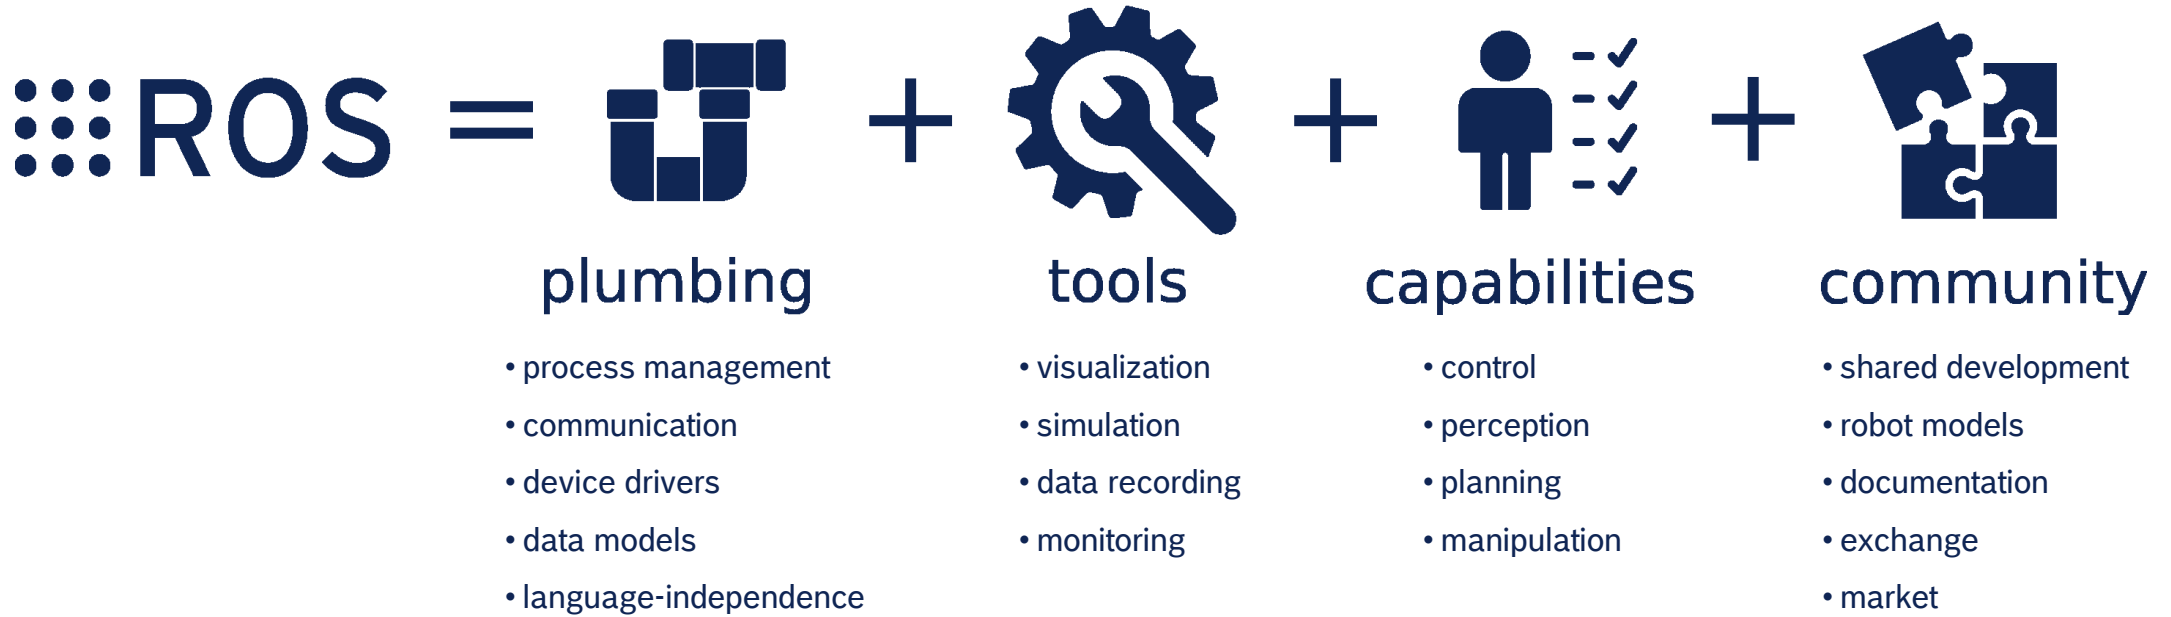 ROS = plumbing + tools + capabilities + community
• process management
• communication
• device drivers
• data models
• language-independence
• visualization
• simulation
• data recording
• monitoring
• control
• perception
• planning
• manipulation
• shared development
• robot models
• documentation
• exchange
• market